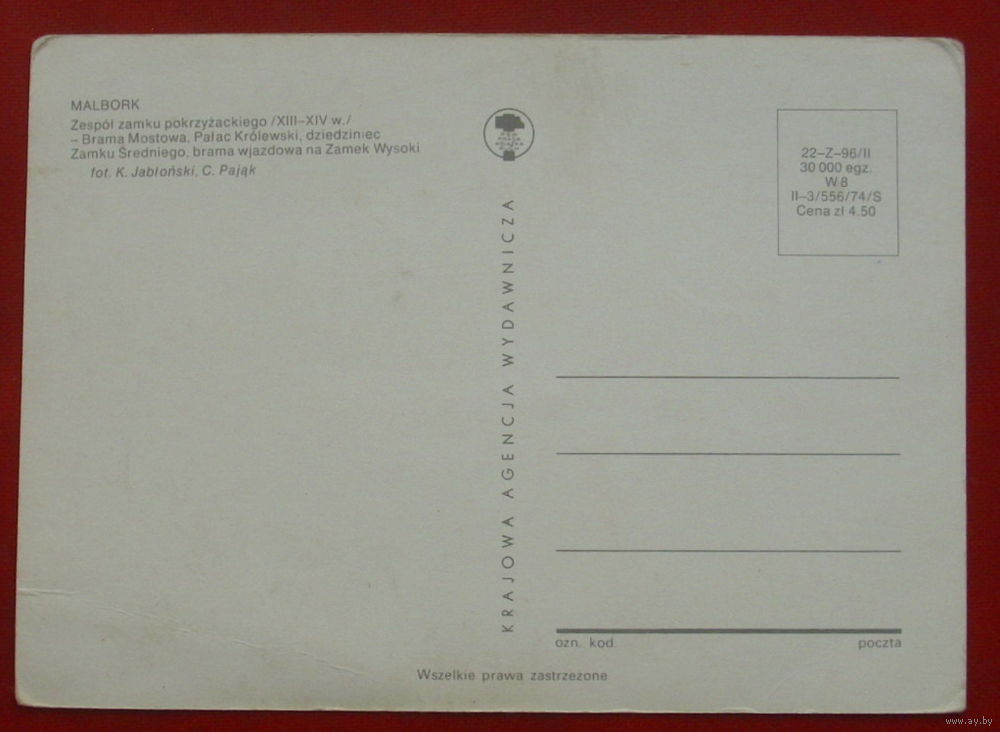 MALBORK
Zespół zamku pokrzyżackiego /XIII–XIV w./
– Brama Mostowa, Pałac Królewski, dziedziniec
Zamku Średniego, brama wjazdowa na Zamek Wysoki
fot. K. Jabłoński, C. Pająk
KRAJOWA AGENCJA WYDAWNICZA
22–Z–96/II
30 000 egz.
W 8
II–3/556/74/S
Cena zł 4.50
ozn. kod.
poczta
Wszelkie prawa zastrzeżone
www.ay.by